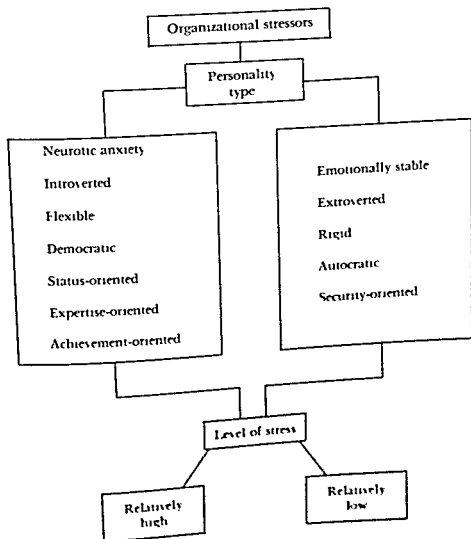 Organizational stressors
Personality
type
Neurotic anxiety
Introverted
Flexible
Democratic
Status-oriented
Expertise-oriented
Achievement-oriented
Emotionally stable
Extroverted
Rigid
Autocratic
Security-oriented
Level of stress
Relatively
high
Relatively
low